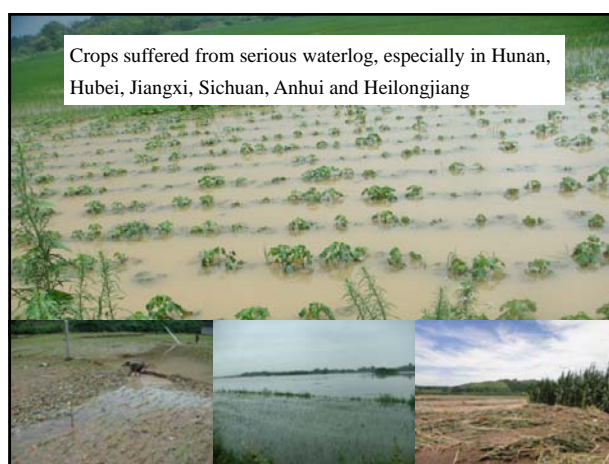 Crops suffered from serious waterlog, especially in Hunan,
Hubei, Jiangxi, Sichuan, Anhui and Heilongjiang